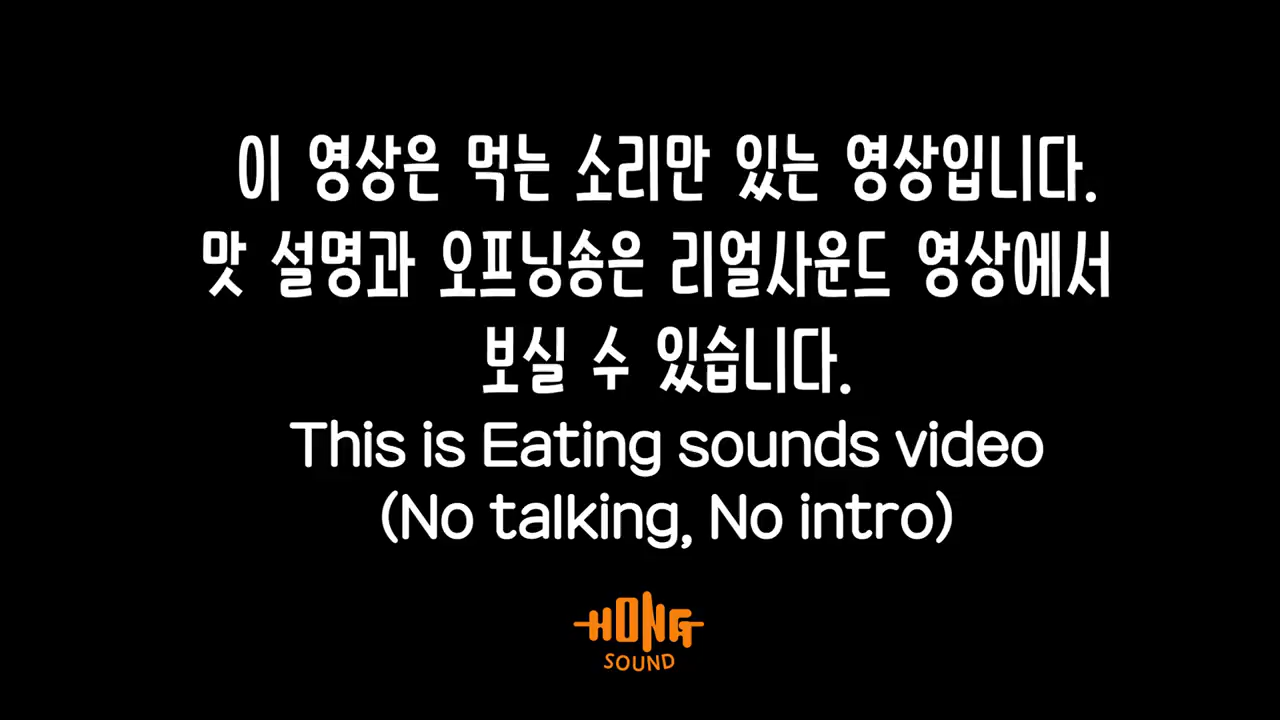 이 영상은 먹는 소리만 있는 영상입니다.
맛 설명과 오프닝송은 리얼사운드 영상에서
보실 수 있습니다.
This is Eating sounds video
(No talking, No intro)
HONG
SOUND